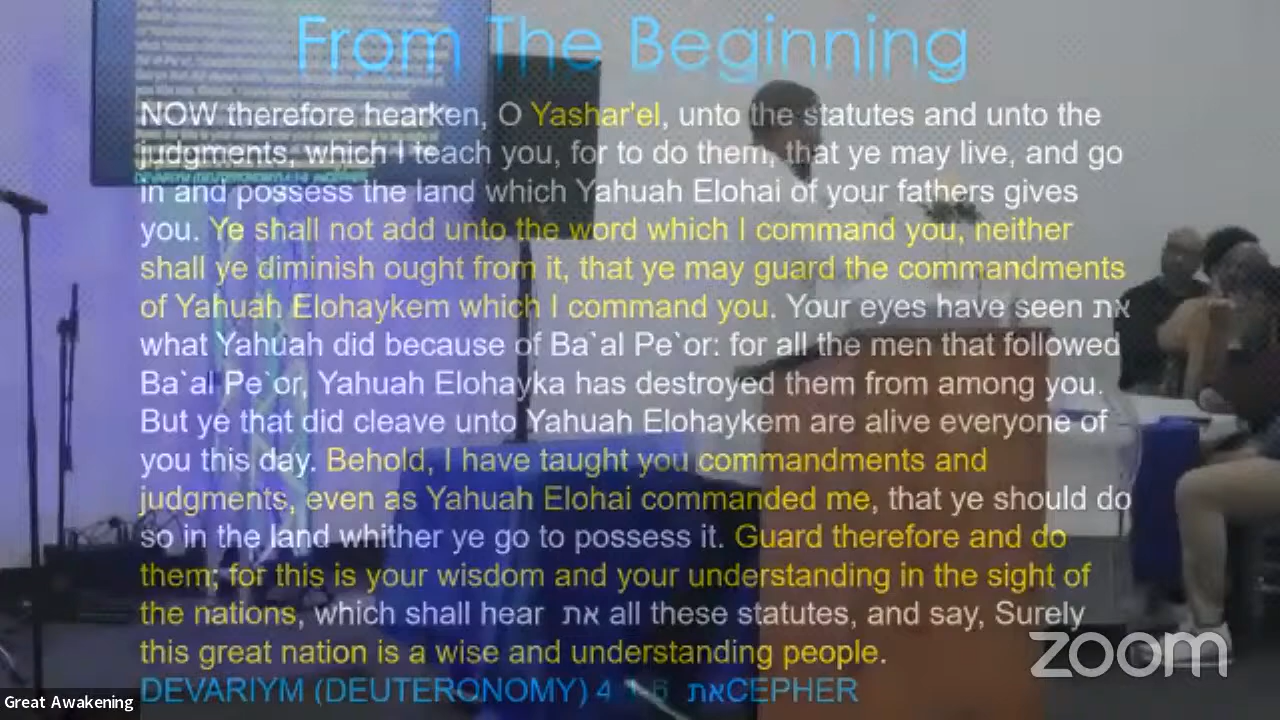 From The Beginning
NOW therefore hearken, O Yashar'el, unto the statutes and unto the
judgments, which I teach you, for to do them, that ye may live, and go
in and possess the land which Yahuah Elohai of your fathers gives
you. Ye shall not add unto the word which I command you, neither
shall ye diminish ought from it, that ye may guard the commandments
of Yahuah Elohaykem which I command you. Your eyes have seen את
what Yahuah did because of Ba`al Pe`or: for all the men that followed
Ba`al Pe`or, Yahuah Elohayka has destroyed them from among you.
But ye that did cleave unto Yahuah Elohaykem are alive everyone of
you this day. Behold, I have taught you commandments and
judgments, even as Yahuah Elohai commanded me, that ye should do
so in the land whither ye go to possess it. Guard therefore and do
them; for this is your wisdom and your understanding in the sight of
the nations, which shall hear את all these statutes, and say, Surely
this great nation is a wise and understanding people.
DEVARIYM (DEUTERONOMY) 4 1-6 אתCEPHER
zoom
Great Awakening